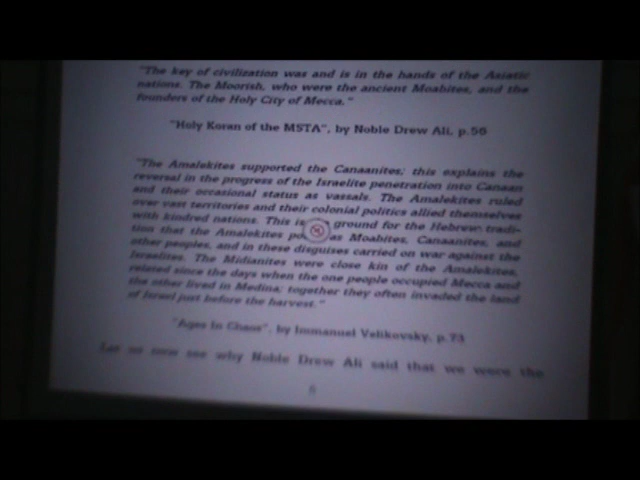 "The key of civilization was and is in the hands of the Asiatic
nations. The Moorish, who were the ancient Moabites, and the
founders of the Holy City of Mecca."
"Holy Koran of the MSTA", by Noble Drew Ali, p.56
"The Amalekites supported the Canaanites; this explains the
reversal in the progress of the Israelite penetration into Canaan
and their occasional status as vassals. The Amalekites ruled
over vast territories and their colonial politics allied themselves
with kindred nations. This is ground for the Hebrew tradi-
tion that the Amalekites as Moabites, Canaanites, and
other peoples, and in these disguises carried on war against the
Israelites. The Midianites were close kin of the Amalekites,
related since the days when the one people occupied Mecca and
the other lived in Medina; together they often invaded the land
of Israel just before the harvest."
"Ages In Chaos", by Immanuel Velikovsky, p.73
Let us now see why Noble Drew Ali said that we were the